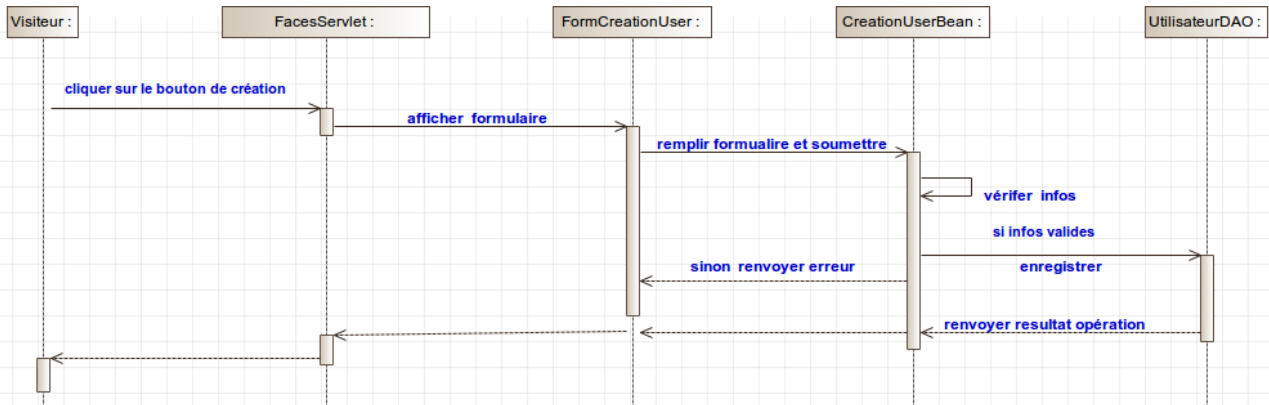 Visiteur :
FacesServlet :
FormCreationUser :
CreationUserBean :
UtilisateurDAO :
cliquer sur le bouton de création
afficher formulaire
remplir formualire et soumettre
vérifer infos
si infos valides
enregistrer
sinon renvoyer erreur
renvoyer resultat opération